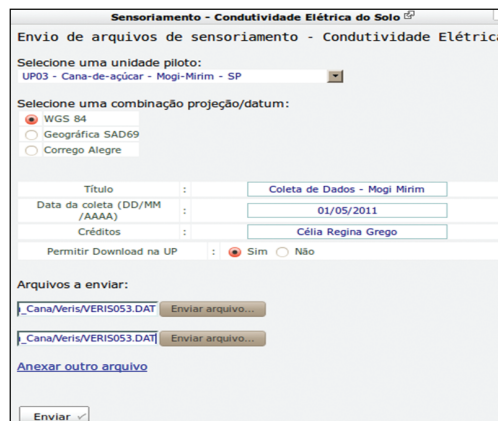 Sensoriamento - Condutividade Elétrica do Solo
Envio de arquivos de sensoriamento - Condutividade Elétrica
Selecione uma unidade piloto:
UP03 - Cana-de-açúcar - Mogi-Mirim - SP
Selecione uma combinação projeção/datum:
WGS 84
Geográfica SAD69
Corrego Alegre
Título : Coleta de Dados - Mogi Mirim
Data da coleta (DD/MM
/AAAA) : 01/05/2011
Créditos : Célia Regina Grego
Permitir Download na UP : Sim Não
Arquivos a enviar:
_Cana/Veris/VERIS053.DAT Enviar arquivo...
_Cana/Veris/VERIS053.DAT Enviar arquivo...
Anexar outro arquivo
Enviar